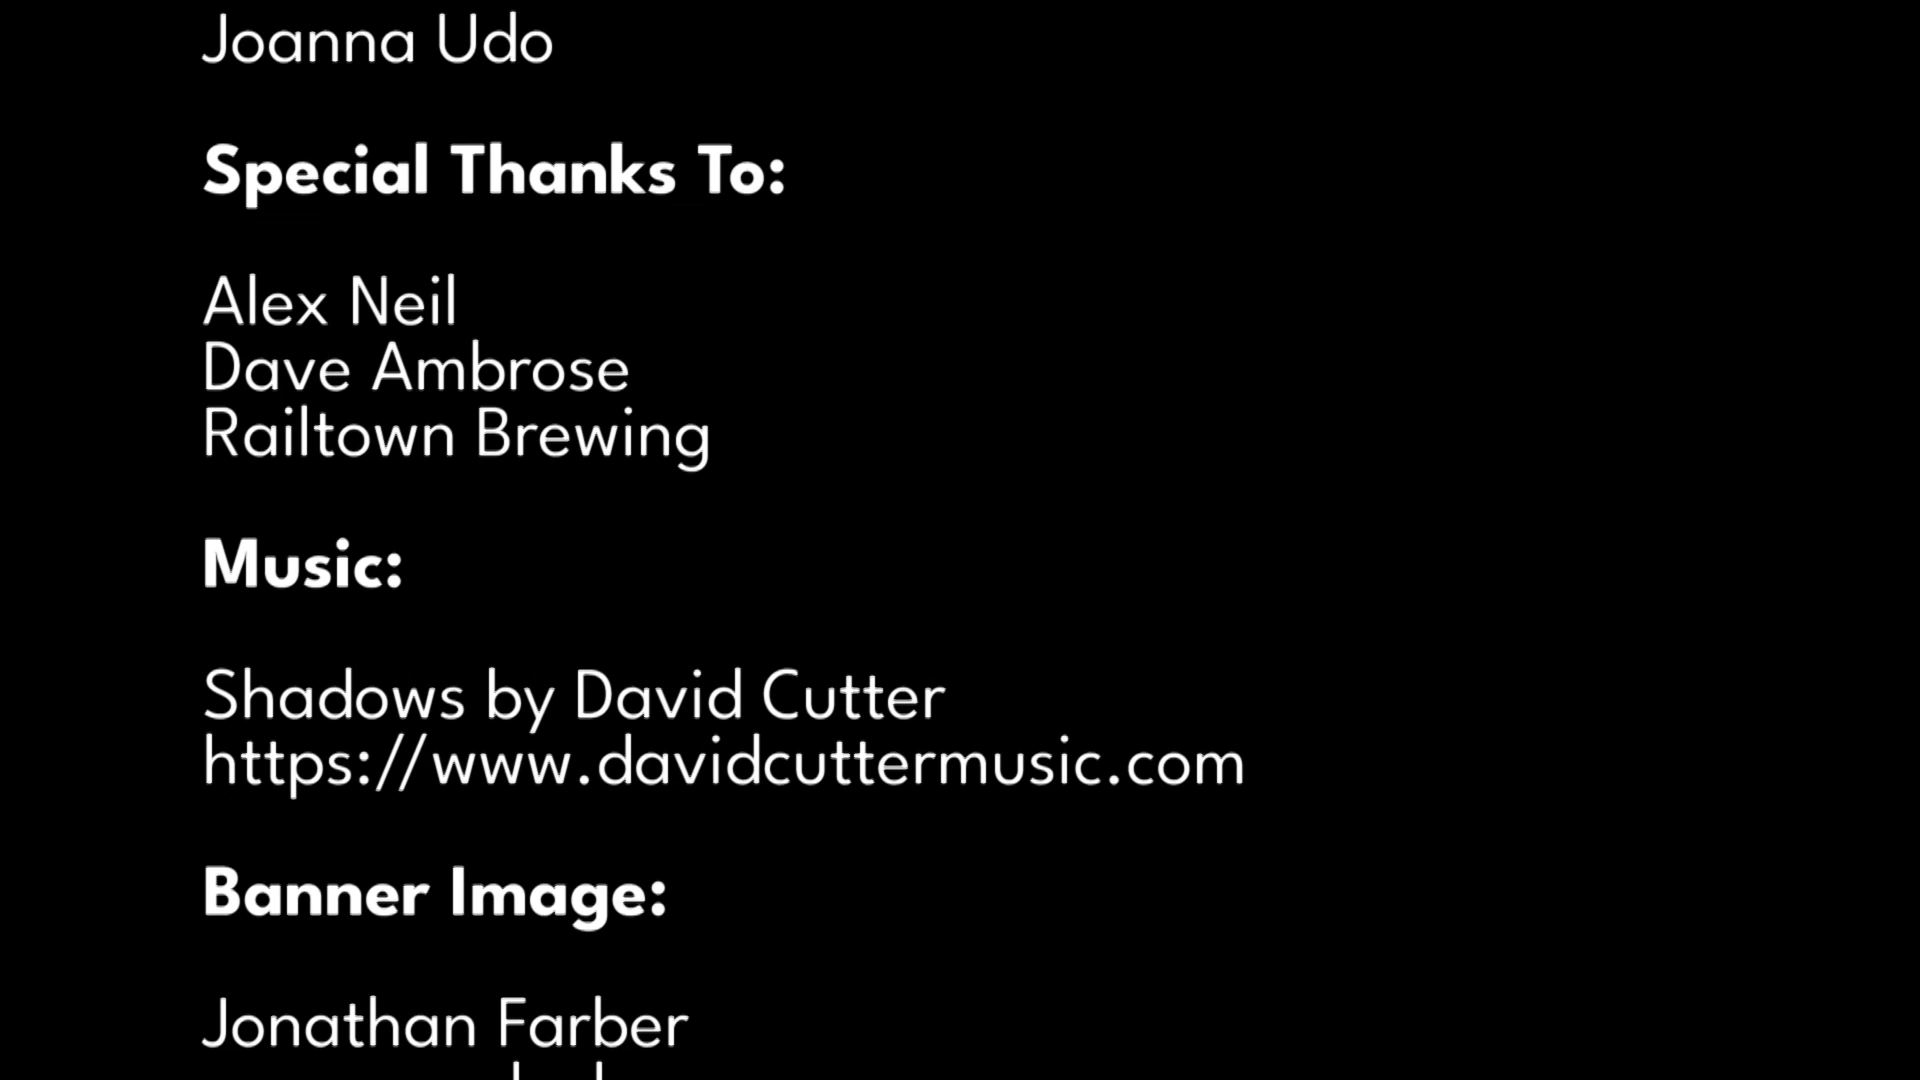 Joanna Udo
Special Thanks To:
Alex Neil
Dave Ambrose
Railtown Brewing
Music:
Shadows by David Cutter
https://www.davidcuttermusic.com
Banner Image:
Jonathan Farber